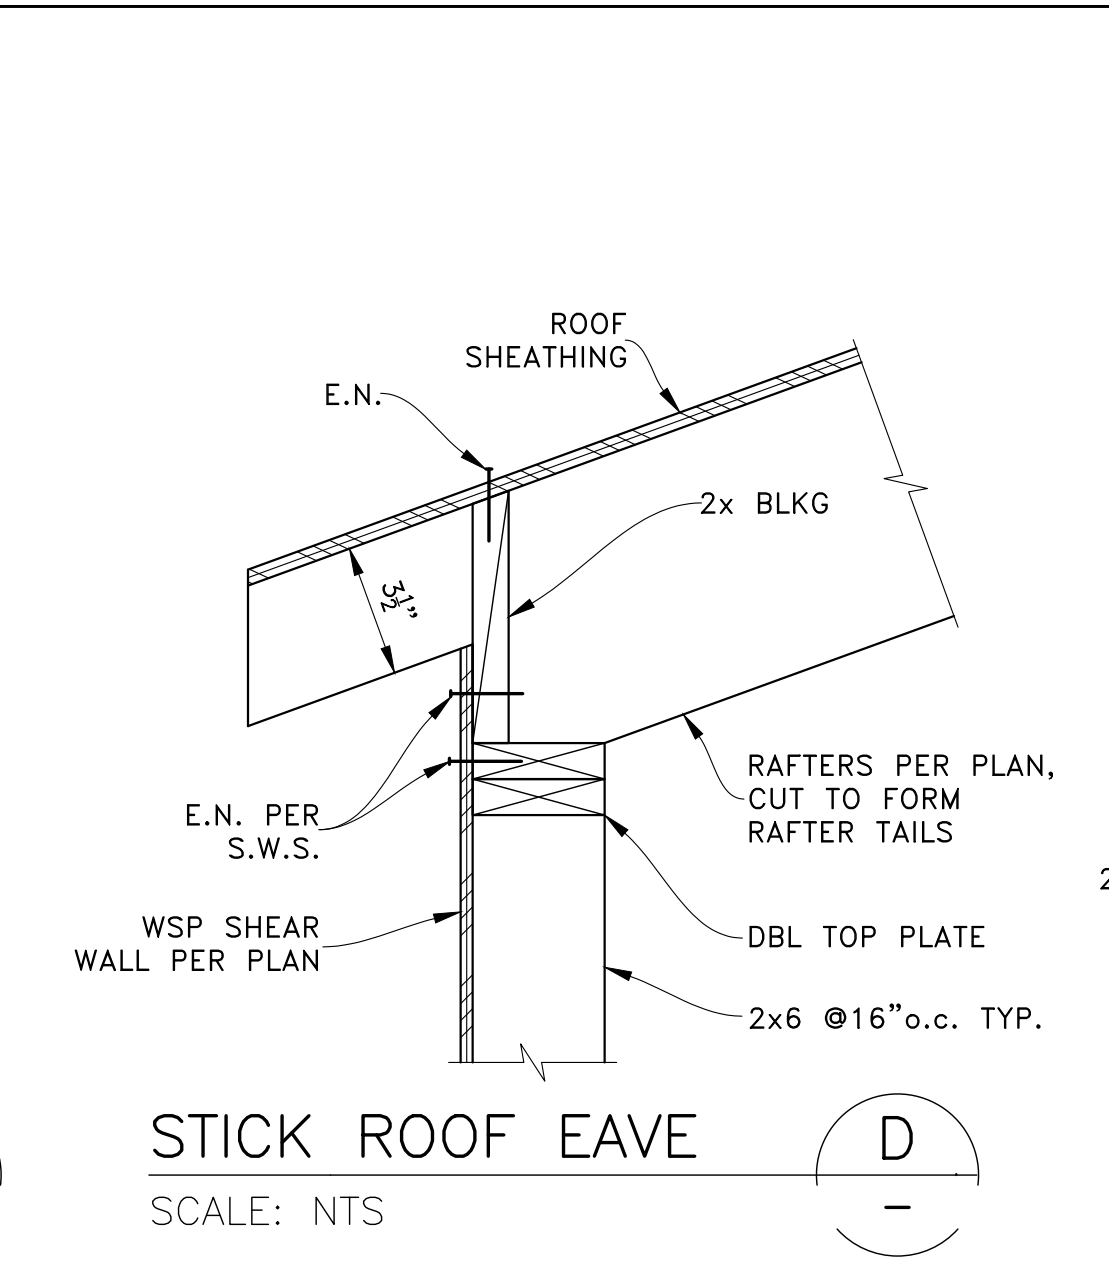 ROOF
SHEATHING
E.N.
2x BLKG
3½”
RAFTERS PER PLAN,
CUT TO FORM
RAFTER TAILS
E.N. PER
S.W.S.
WSP SHEAR
WALL PER PLAN
DBL TOP PLATE
2x6 @16”o.c. TYP.
2
STICK ROOF EAVE
D
–
SCALE: NTS